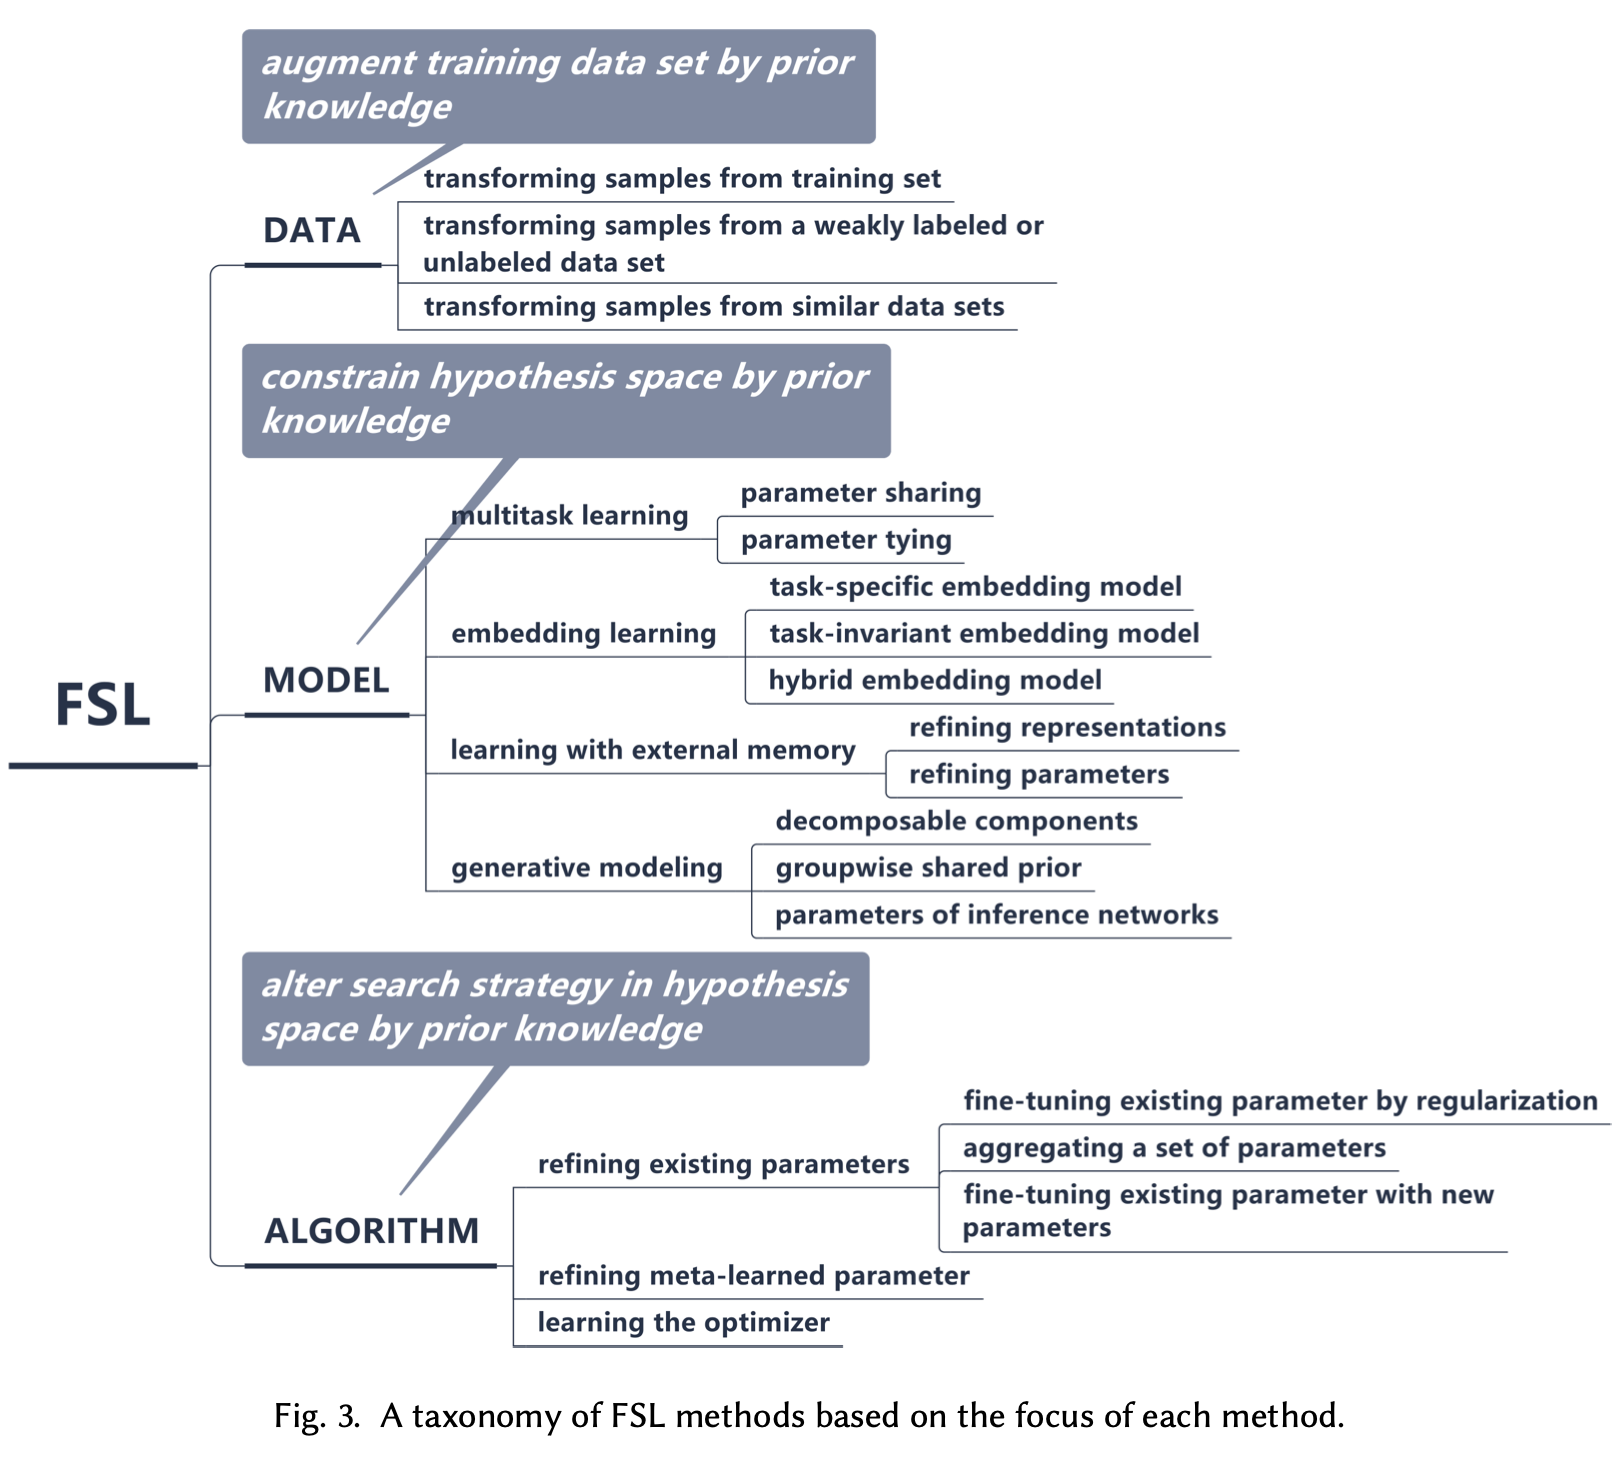 augment training data set by prior
knowledge
transforming samples from training set
DATA
transforming samples from a weakly labeled or
unlabeled data set
transforming samples from similar data sets
constrain hypothesis space by prior
knowledge
parameter sharing
multitask learning
parameter tying
task-specific embedding model
embedding learning
task-invariant embedding model
MODEL
hybrid embedding model
FSL
refining representations
learning with external memory
refining parameters
decomposable components
generative modeling
groupwise shared prior
parameters of inference networks
alter search strategy in hypothesis
space by prior knowledge
fine-tuning existing parameter by regularization
refining existing parameters
aggregating a set of parameters
fine-tuning existing parameter with new
parameters
ALGORITHM
refining meta-learned parameter
learning the optimizer
Fig. 3. A taxonomy of FSL methods based on the focus of each method.